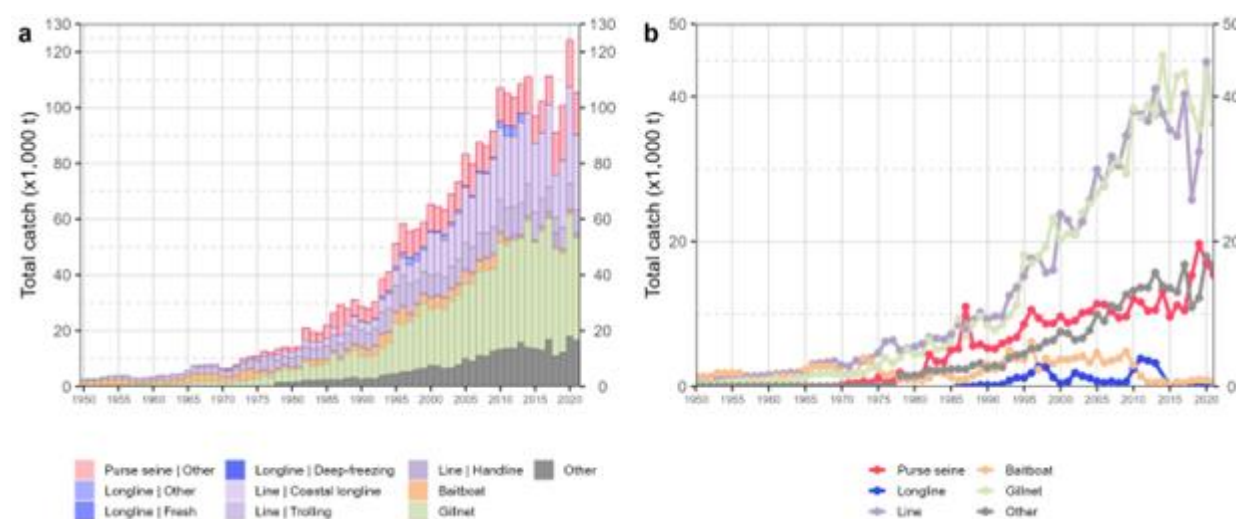 a
Total catch (x1,000 t)
130
120
100
80
60
40
20
0
130
120
100
80
60
40
20
0
1950 1955 1960 1965 1970 1975 1980 1985 1990 1995 2000 2005 2010 2015 2020
Purse seine | Other
Longline | Other
Longline | Fresh
Longline | Deep-freezing
Line | Coastal longline
Line | Trolling
Line | Handline
Baitboat
Gillnet
Other
b
Total catch (x1,000 t)
50
40
20
0
50
40
20
0
1950 1955 1960 1965 1970 1975 1980 1985 1990 1995 2000 2005 2010 2015 2020
Purse seine
Longline
Line
Baitboat
Gillnet
Other